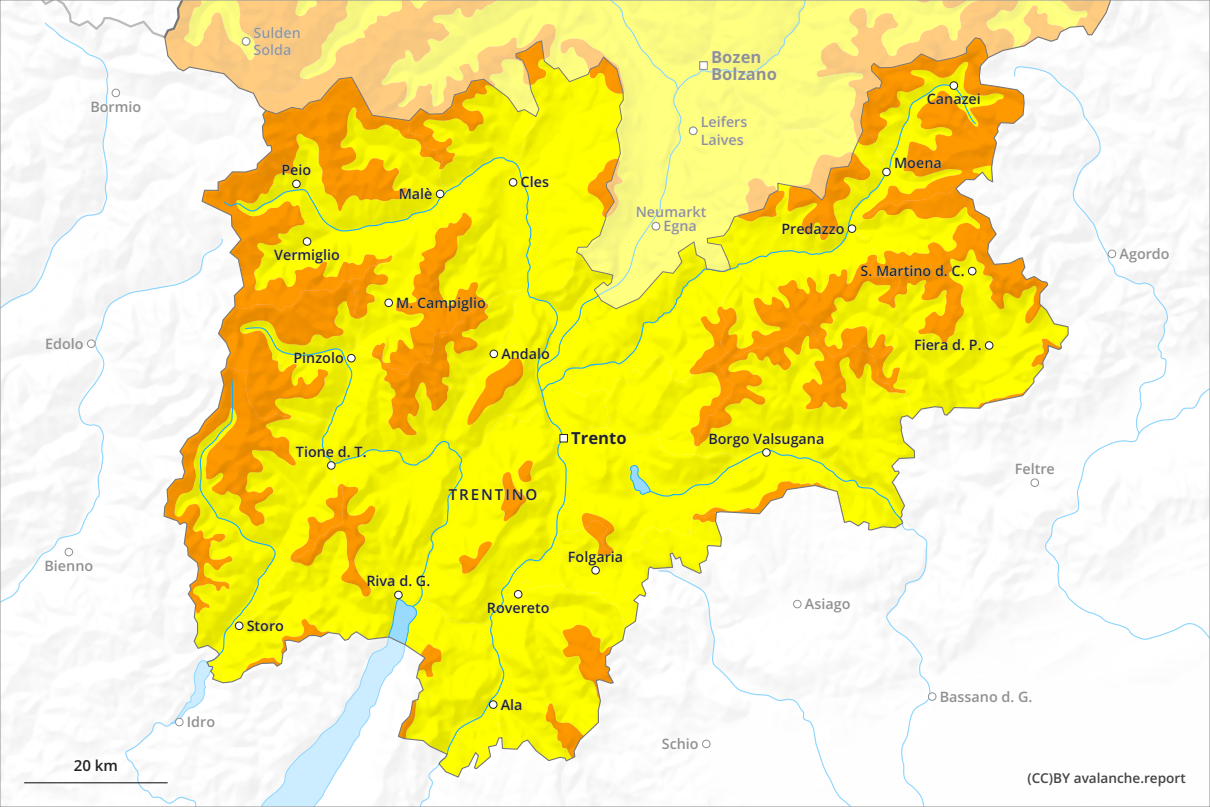 Sulden
Solda
Bozen
Bolzano
Bormio
Canazei
Leifers
Laives
Moena
Peio
Malè
Cles
Neumarkt
Egna
Predazzo
Vermiglio
Agordo
S. Martino d. C.
M. Campiglio
Edolo
Pinzolo
Andalo
Fiera d. P.
Trento
Borgo Valsugana
Tione d. T.
Feltre
TRENTINO
Bienno
Folgaria
Riva d. G.
Rovereto
Asiago
Storo
Bassano d. G.
Ala
Idro
Schio
20 km
(CC)BY avalanche.report